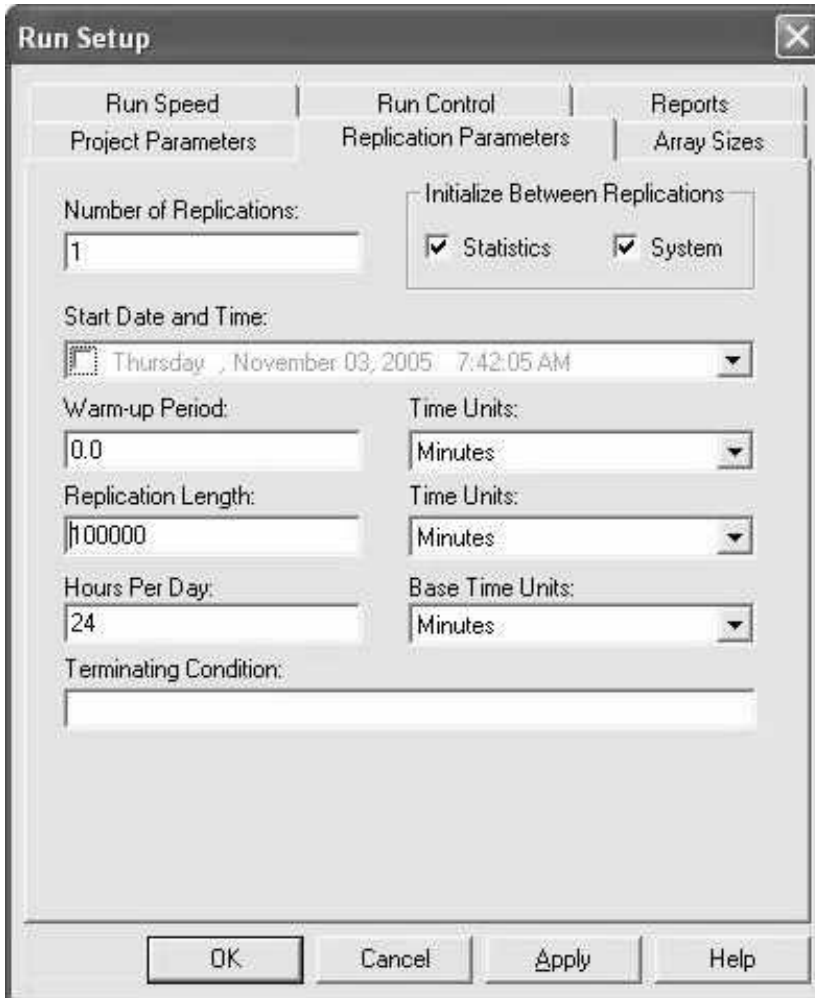 Run Setup
Run Speed Run Control Reports
Project Parameters Replication Parameters Array Sizes
Number of Replications: Initialize Between Replications
1 Statistics System
Start Date and Time:
Thursday , November 03, 2005 7:42:05 AM
Warm-up Period: Time Units:
0.0 Minutes
Replication Length: Time Units:
100000 Minutes
Hours Per Day: Base Time Units:
24 Minutes
Terminating Condition:
OK Cancel Apply Help